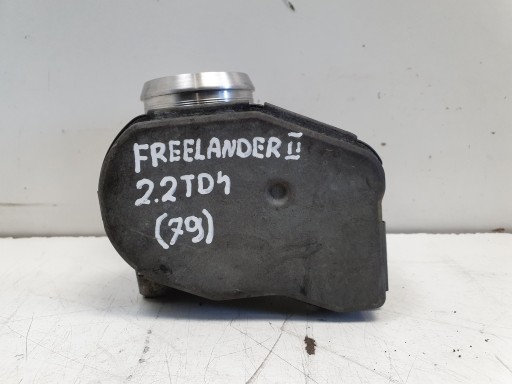 FREELANDER II
2.2TD4
(79)